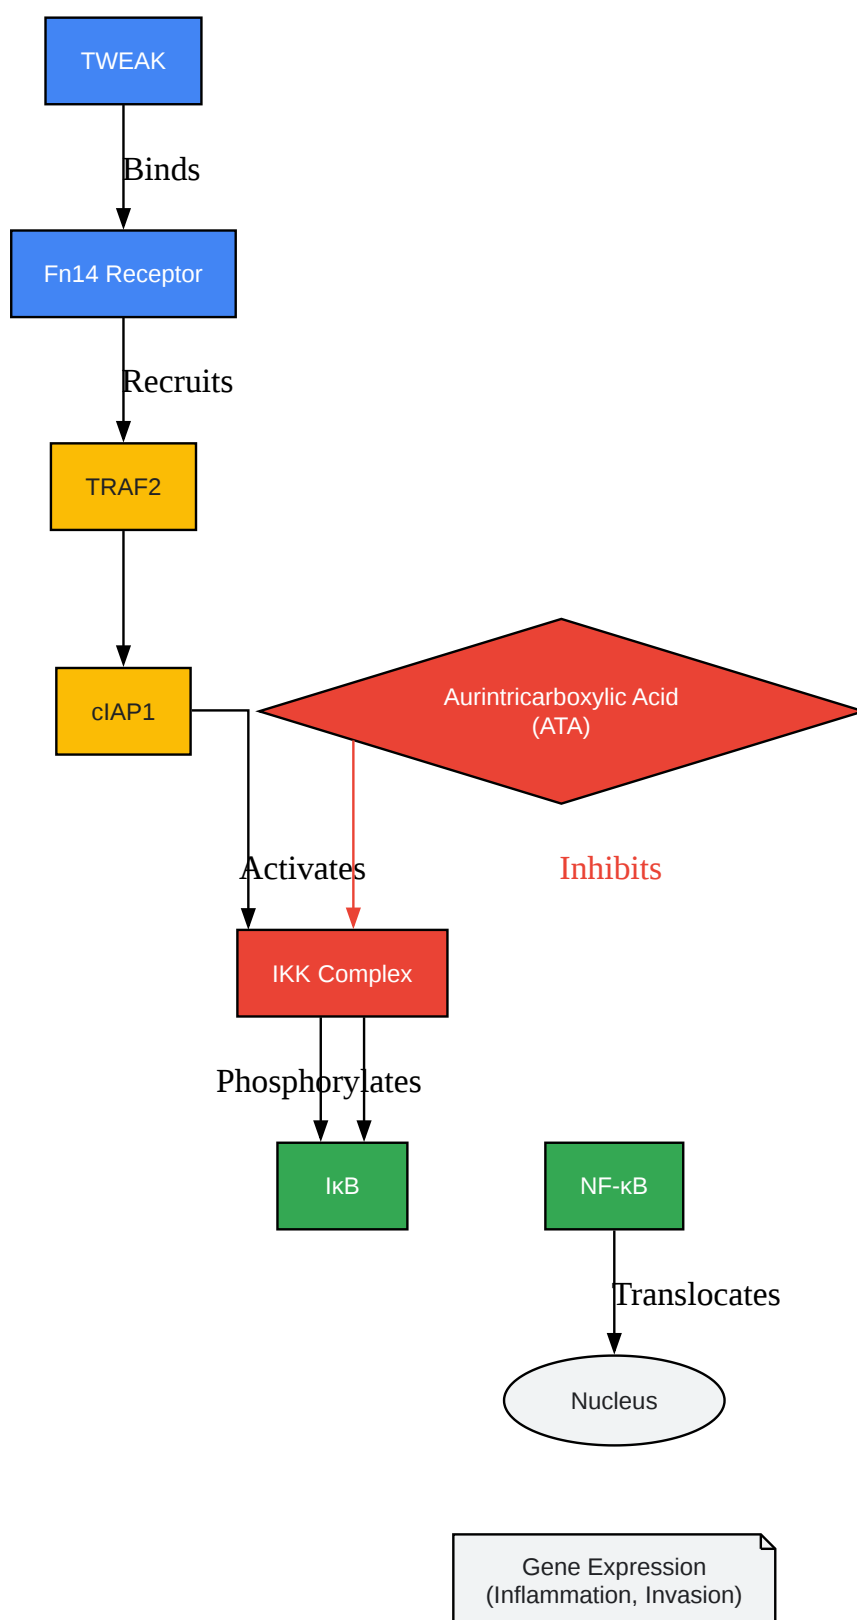 TWEAK
Binds
Fn14 Receptor
Recruits
TRAF2
cIAP1
Aurintricarboxylic Acid
(ATA)
Activates
Inhibits
IKK Complex
Phosphorylates
IκB
NF-κB
Translocates
Nucleus
Gene Expression
(Inflammation, Invasion)